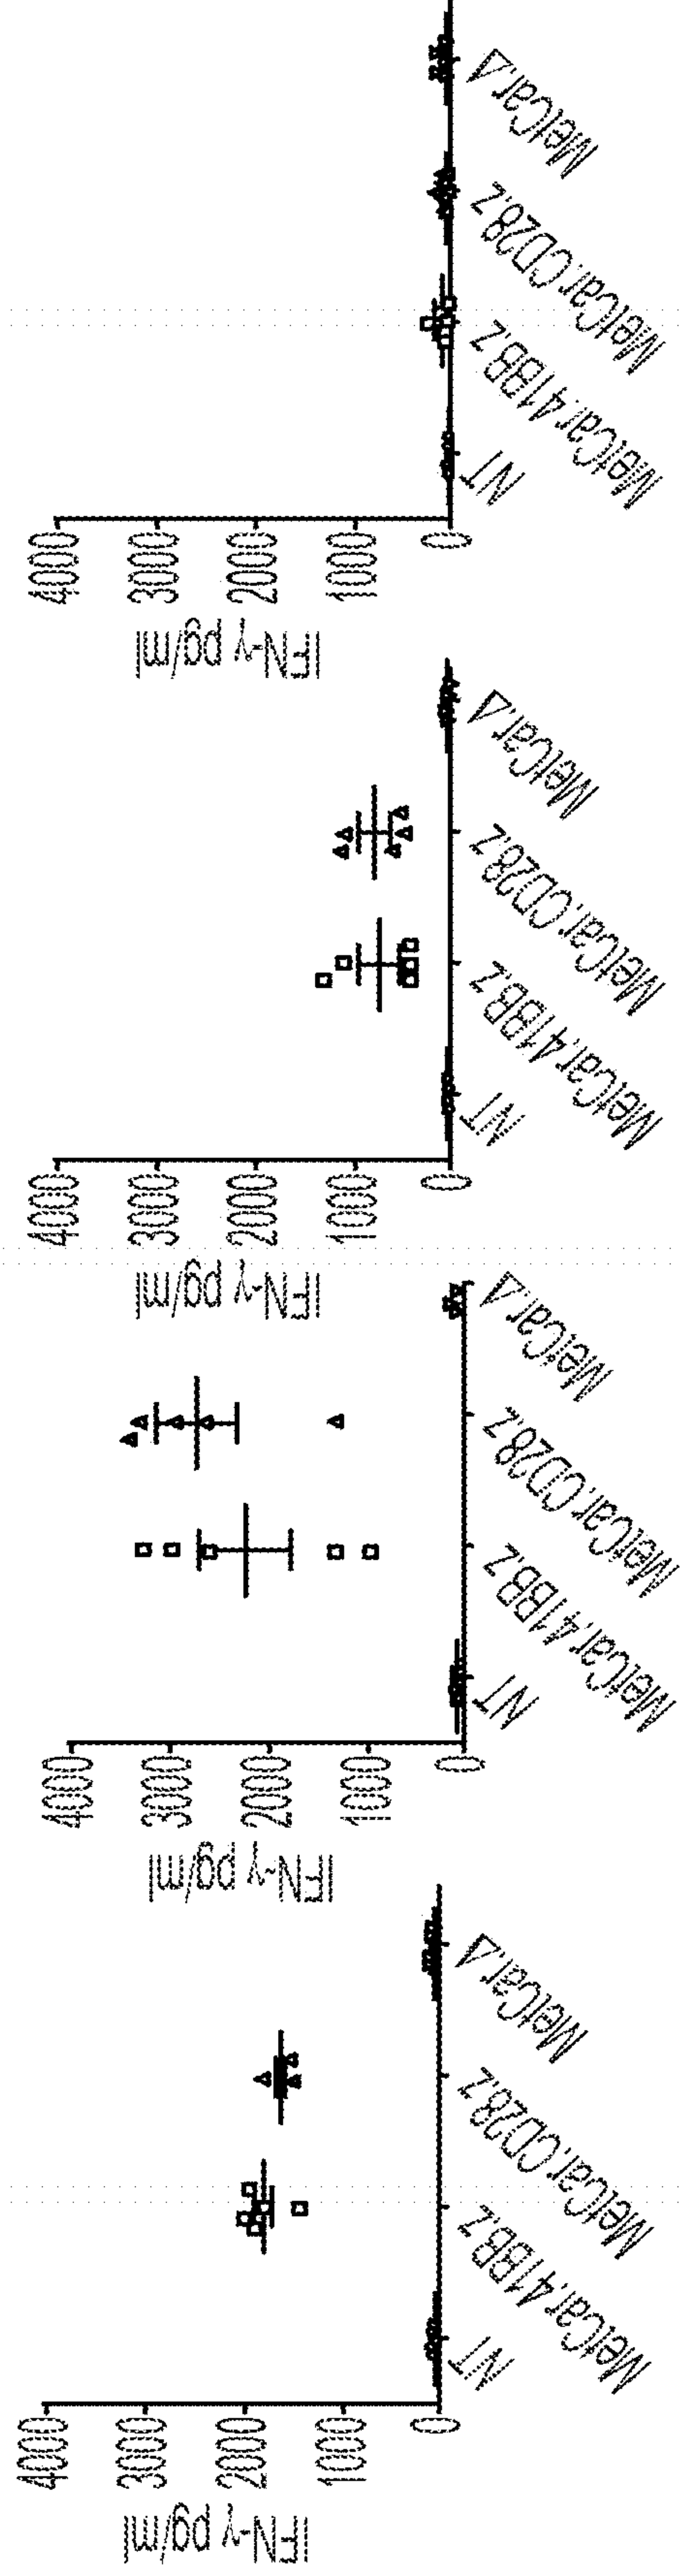 IFN-γ pg/ml
4000
3000
2000
1000
0
NT
MetCar.41BB.z
MetCar.CD28.z
MetCar.Δ
IFN-γ pg/ml
4000
3000
2000
1000
0
NT
MetCar.41BB.z
MetCar.CD28.z
MetCar.Δ
IFN-γ pg/ml
4000
3000
2000
1000
0
NT
MetCar.41BB.z
MetCar.CD28.z
MetCar.Δ
IFN-γ pg/ml
4000
3000
2000
1000
0
NT
MetCar.41BB.z
MetCar.CD28.z
MetCar.Δ